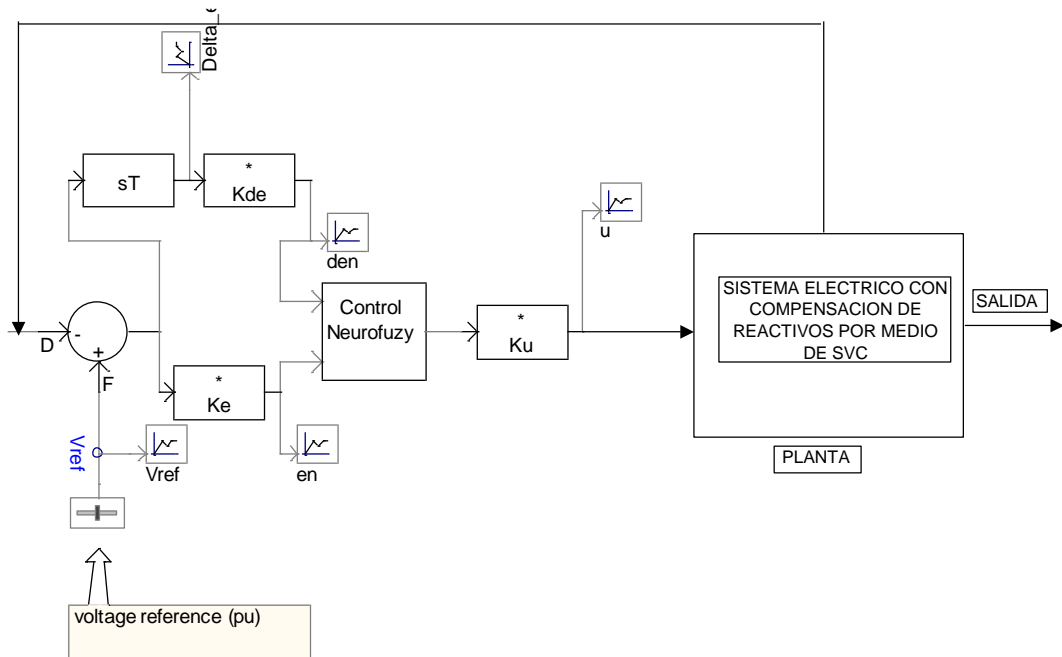 Delta_e
sT
*
Kde
den
u
Control
Neurofuzy
*
Ku
SISTEMA ELECTRICO CON
COMPENSACION DE
REACTIVOS POR MEDIO
DE SVC
SALIDA
PLANTA
D
-
+
F
*
Ke
en
Vref
Vref
voltage reference (pu)